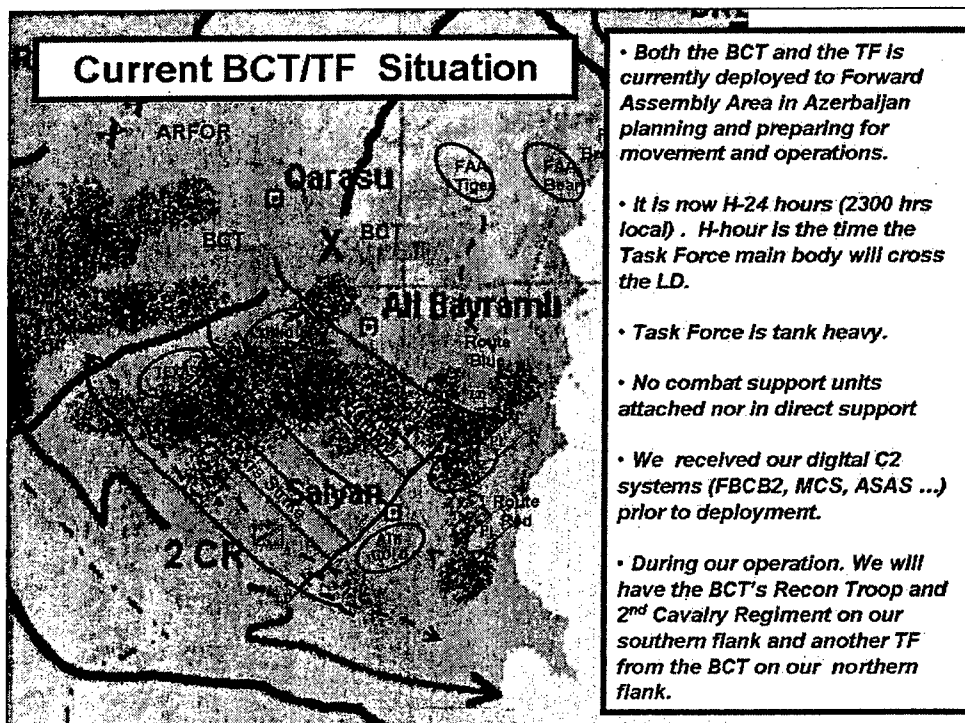 Current BCT/TF Situation
ARFOR
Qarasu
FAA
Tiger
FAA
Bear
BCT
X
BCT
Ali Bayramli
Route
Salyan
Route
Red
2 CR
• Both the BCT and the TF is
currently deployed to Forward
Assembly Area in Azerbaijan
planning and preparing for
movement and operations.
• It is now H-24 hours (2300 hrs
local) . H-hour is the time the
Task Force main body will cross
the LD.
• Task Force is tank heavy.
• No combat support units
attached nor in direct support
• We received our digital C2
systems (FBCB2, MCS, ASAS ...)
prior to deployment.
• During our operation. We will
have the BCT's Recon Troop and
2nd Cavalry Regiment on our
southern flank and another TF
from the BCT on our northern
flank.